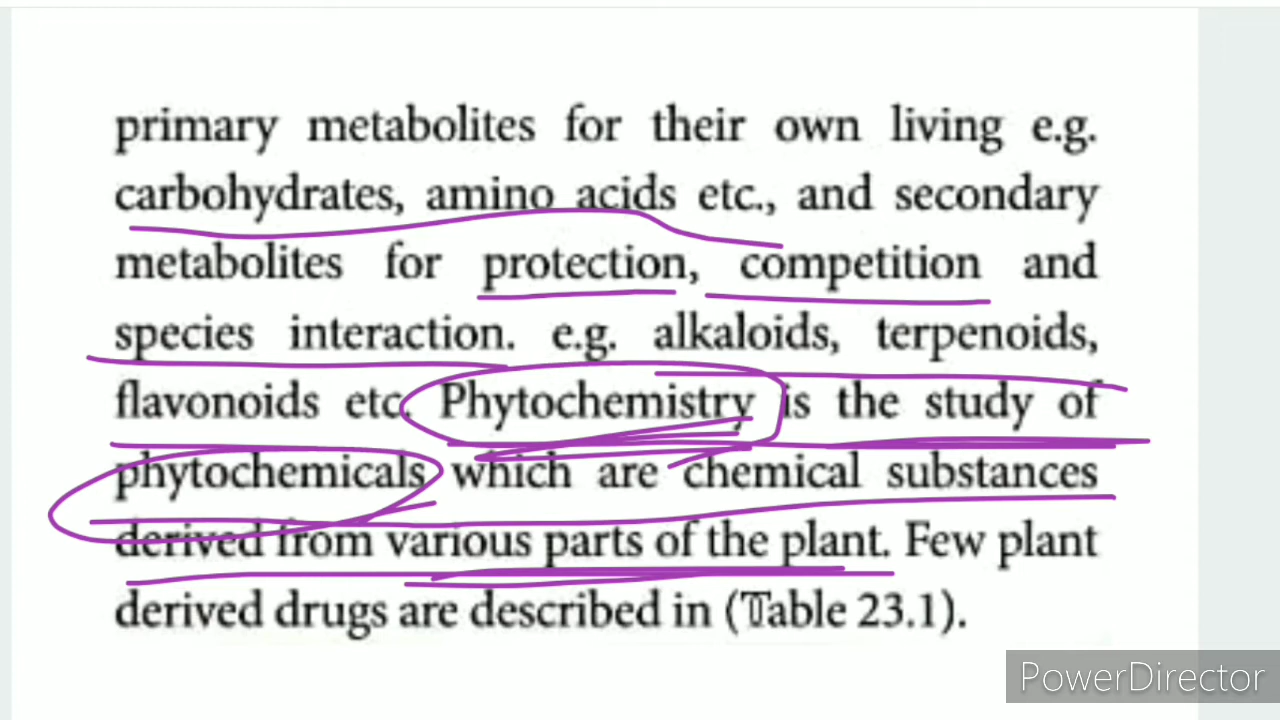 primary metabolites for their own living e.g.
carbohydrates, amino acids etc., and secondary
metabolites for protection, competition and
species interaction. e.g. alkaloids, terpenoids,
flavonoids etc. Phytochemistry is the study of
phytochemicals which are chemical substances
derived from various parts of the plant. Few plant
derived drugs are described in (Table 23.1).
PowerDirector